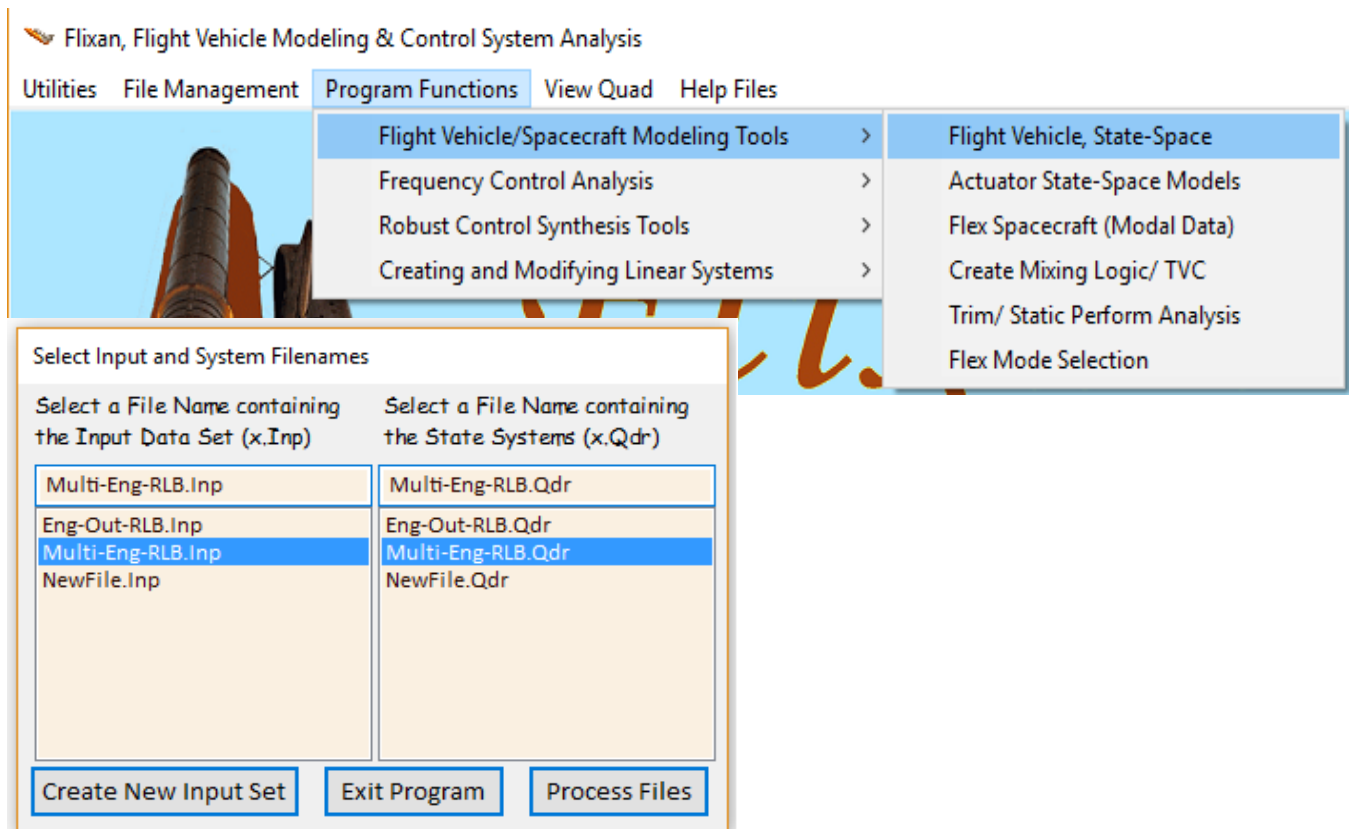 Flixan, Flight Vehicle Modeling & Control System Analysis
Utilities File Management Program Functions View Quad Help Files
Flight Vehicle/Spacecraft Modeling Tools >
Frequency Control Analysis >
Robust Control Synthesis Tools >
Creating and Modifying Linear Systems >
Flight Vehicle, State-Space
Actuator State-Space Models
Flex Spacecraft (Modal Data)
Create Mixing Logic/ TVC
Trim/ Static Perform Analysis
Flex Mode Selection
Select Input and System Filenames
Select a File Name containing
the Input Data Set (x.Inp)
Multi-Eng-RLB.Inp
Eng-Out-RLB.Inp
Multi-Eng-RLB.Inp
NewFile.Inp
Select a File Name containing
the State Systems (x.Qdr)
Multi-Eng-RLB.Qdr
Eng-Out-RLB.Qdr
Multi-Eng-RLB.Qdr
NewFile.Qdr
Create New Input Set Exit Program Process Files